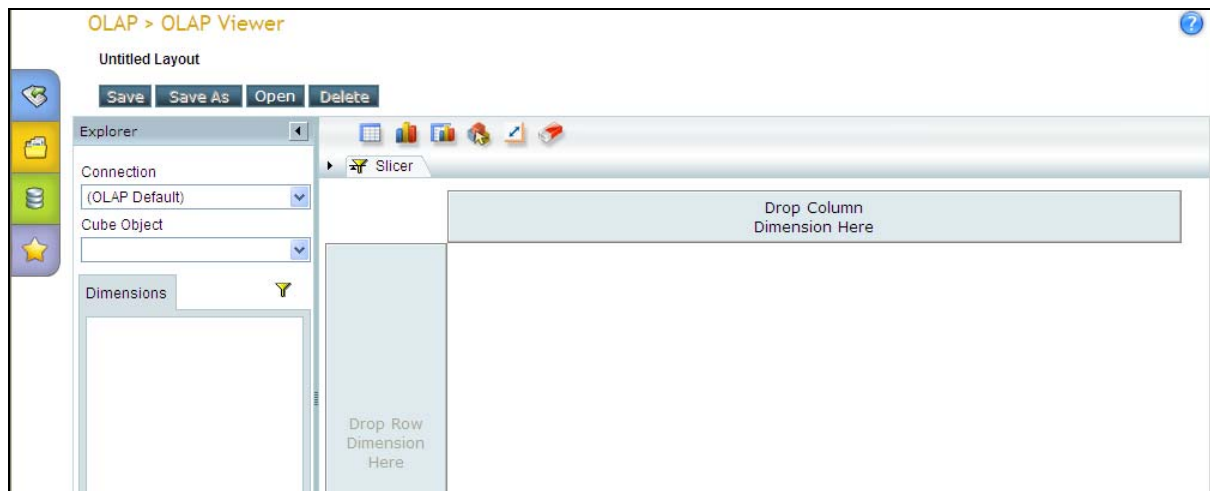 OLAP > OLAP Viewer
?
Untitled Layout
Save Save As Open Delete
Explorer
Slicer
Connection
(OLAP Default)
Cube Object
Dimensions
Drop Column
Dimension Here
Drop Row
Dimension
Here